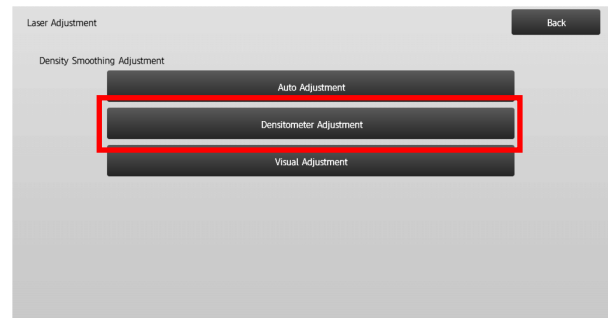 Laser Adjustment
Back
Density Smoothing Adjustment
Auto Adjustment
Densitometer Adjustment
Visual Adjustment